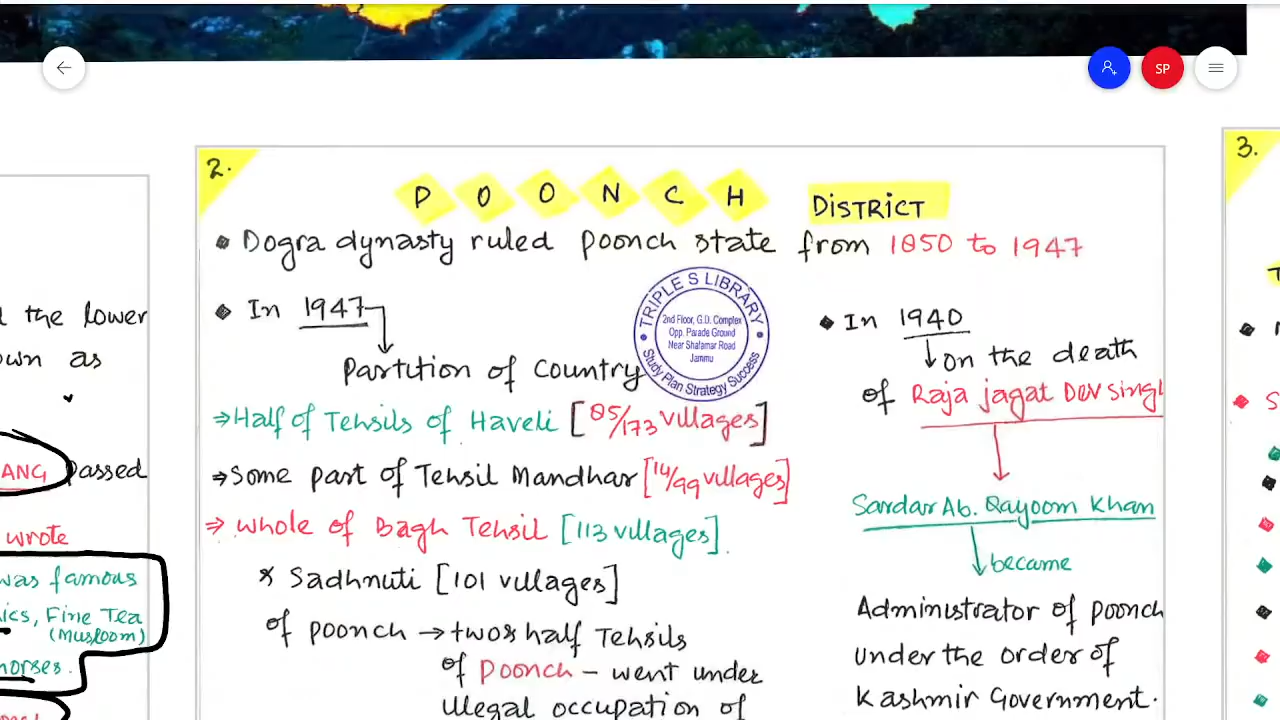 SP
2.
POONCH DISTRICT
Dogra dynasty ruled poonch state from 1850 to 1947
In 1947
Partition of Country
⇒Half of Tehsils of Haveli [85/173 villages]
⇒Some part of Tehsil Mandhar [14/99 villages]
⇒ whole of Bagh Tehsil [113 villages].
* Sadhnuti [101 villages]
of poonch → twos half Tehsils
of Poonch – went under
illegal occupation of
TRIPLE S LIBRARY
2nd Floor, G.D. Complex
Opp. Parade Ground
Near Shalamar Road
Jammu
Study Plan Strategy Success
In 1940
on the death
of Raja jagat Dev Singh
Sardar Ab. Qayoom Khan
became
Administrator of poonch
under the order of
Kashmir Government.
the lower
own as
ANG Passed
wrote
was famous
ics, Fine Tea
(Musloom)
horses.
3.